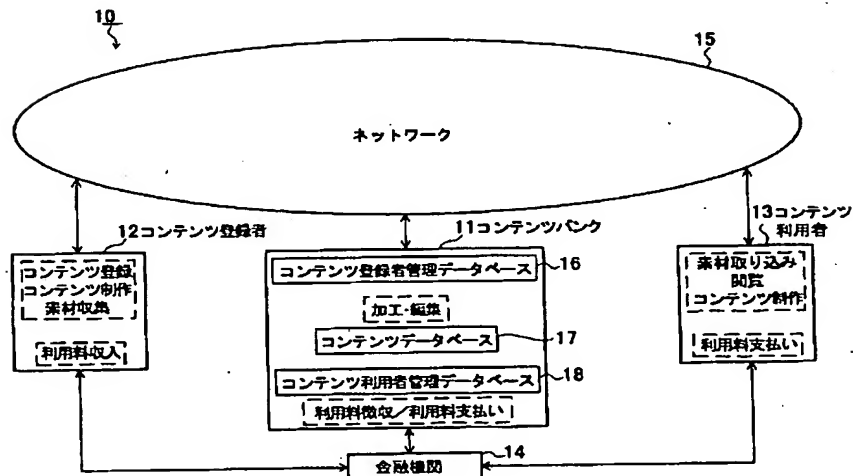 10
15
ネットワーク
12コンテンツ登録者
コンテンツ登録
コンテンツ制作
素材収集
利用料収入
11コンテンツバンク
コンテンツ登録者管理データベース
16
加工・編集
コンテンツデータベース
17
コンテンツ利用者管理データベース
18
利用料徴収／利用料支払い
13コンテンツ
利用者
素材取り込み
閲覧
コンテンツ制作
利用料支払い
14
金融機図